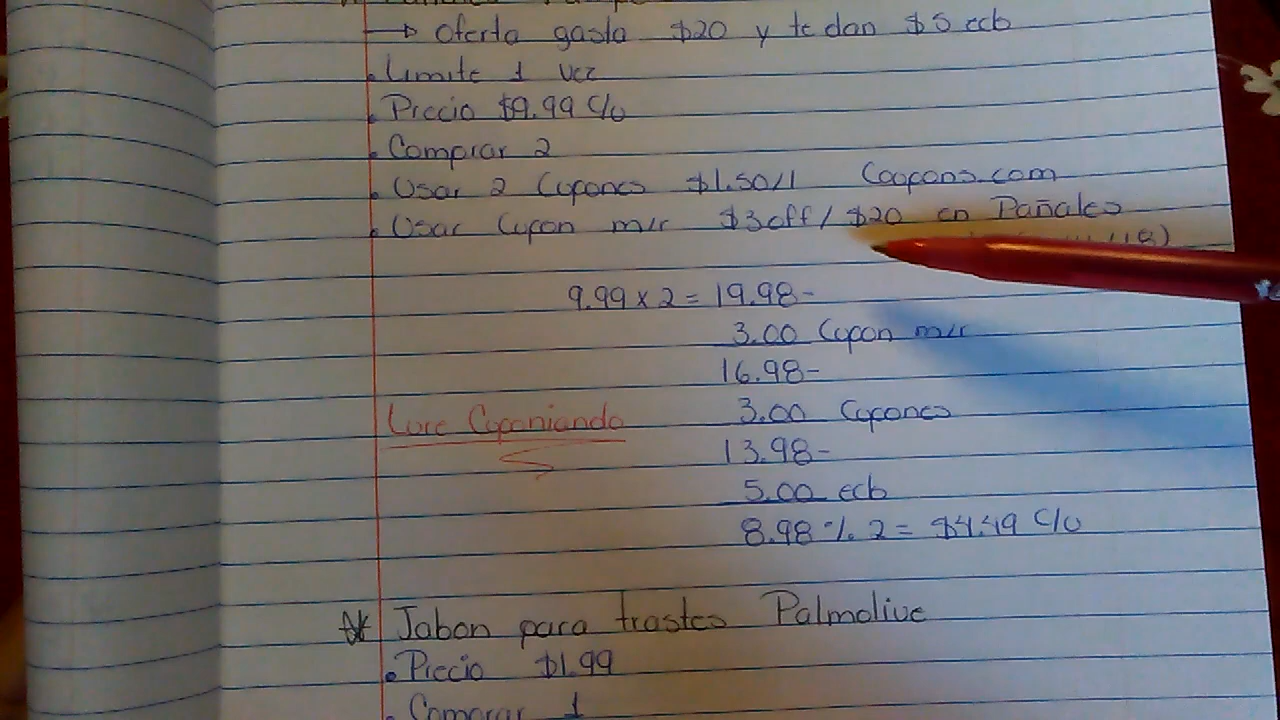 → Oferta gasta $20 y te dan $5 ecb
• Limite 1 vez
• Precio $9.99 c/u
• Comprar 2
• Usar 2 Cupones $1.50/1 Coupons.com
• Usar Cupon m/r $3off/$20 en Pañales
9.99 x 2 = 19.98-
3.00 Cupon m/r
16.98-
Luce Cuponiando
3.00 Cupones
13.98-
5.00 ecb
8.98 % 2 = $4.49 c/u
* Jabon para trastes Palmolive
• Precio $1.99
• Comprar 1